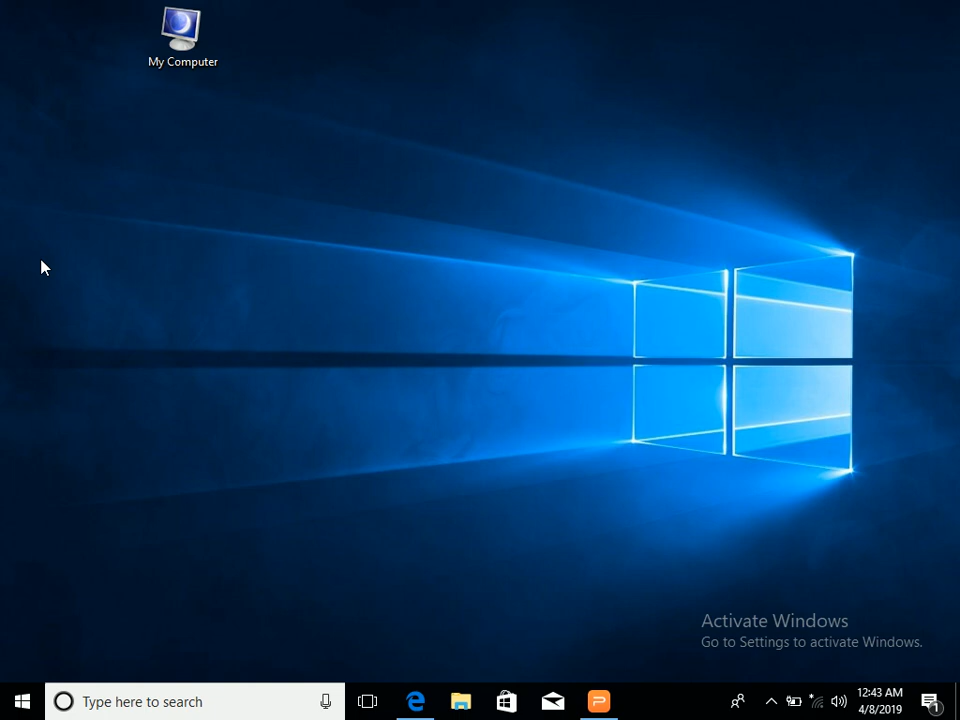 My Computer
Activate Windows
Go to Settings to activate Windows.
Type here to search
12:43 AM
4/8/2019
1